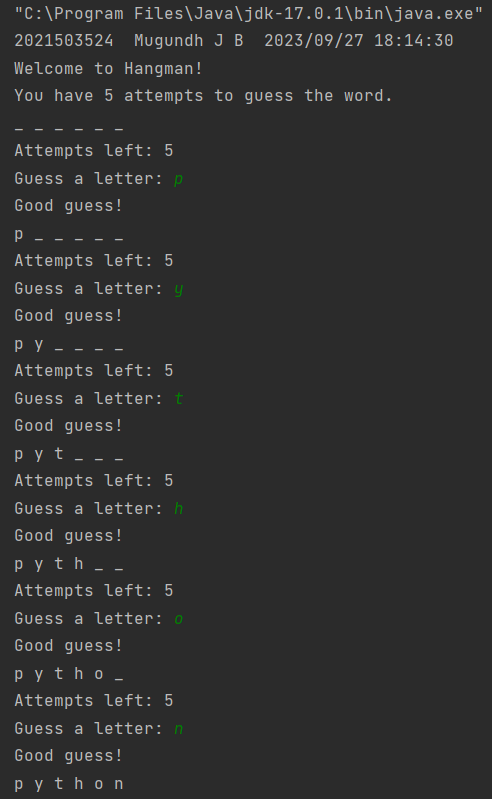 "C:\Program Files\Java\jdk-17.0.1\bin\java.exe"
2021503524  Mugundh J B  2023/09/27 18:14:30
Welcome to Hangman!
You have 5 attempts to guess the word.
_ _ _ _ _ _
Attempts left: 5
Guess a letter: p
Good guess!
p _ _ _ _ _
Attempts left: 5
Guess a letter: y
Good guess!
p y _ _ _ _
Attempts left: 5
Guess a letter: t
Good guess!
p y t _ _ _
Attempts left: 5
Guess a letter: h
Good guess!
p y t h _ _
Attempts left: 5
Guess a letter: o
Good guess!
p y t h o _
Attempts left: 5
Guess a letter: n
Good guess!
p y t h o n